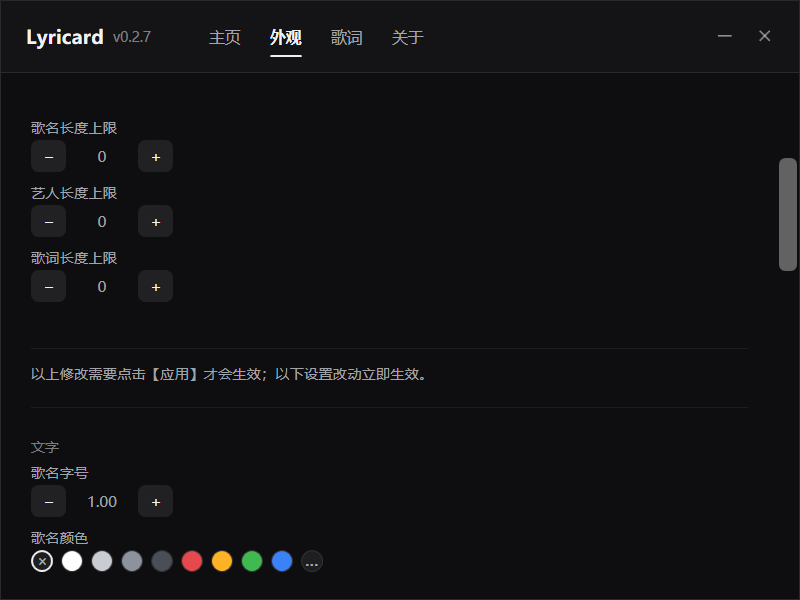 Lyricard v0.2.7 主页 外观 歌词 关于
歌名长度上限
− 0 +
艺人长度上限
− 0 +
歌词长度上限
− 0 +
以上修改需要点击【应用】才会生效；以下设置改动立即生效。
文字
歌名字号
− 1.00 +
歌名颜色
...